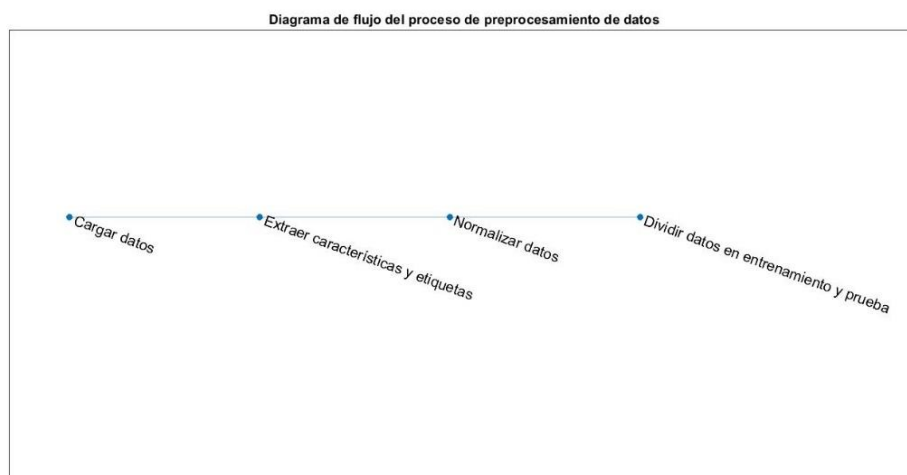 Diagrama de flujo del proceso de preprocesamiento de datos
Cargar datos
Extraer características y etiquetas
Normalizar datos
Dividir datos en entrenamiento y prueba